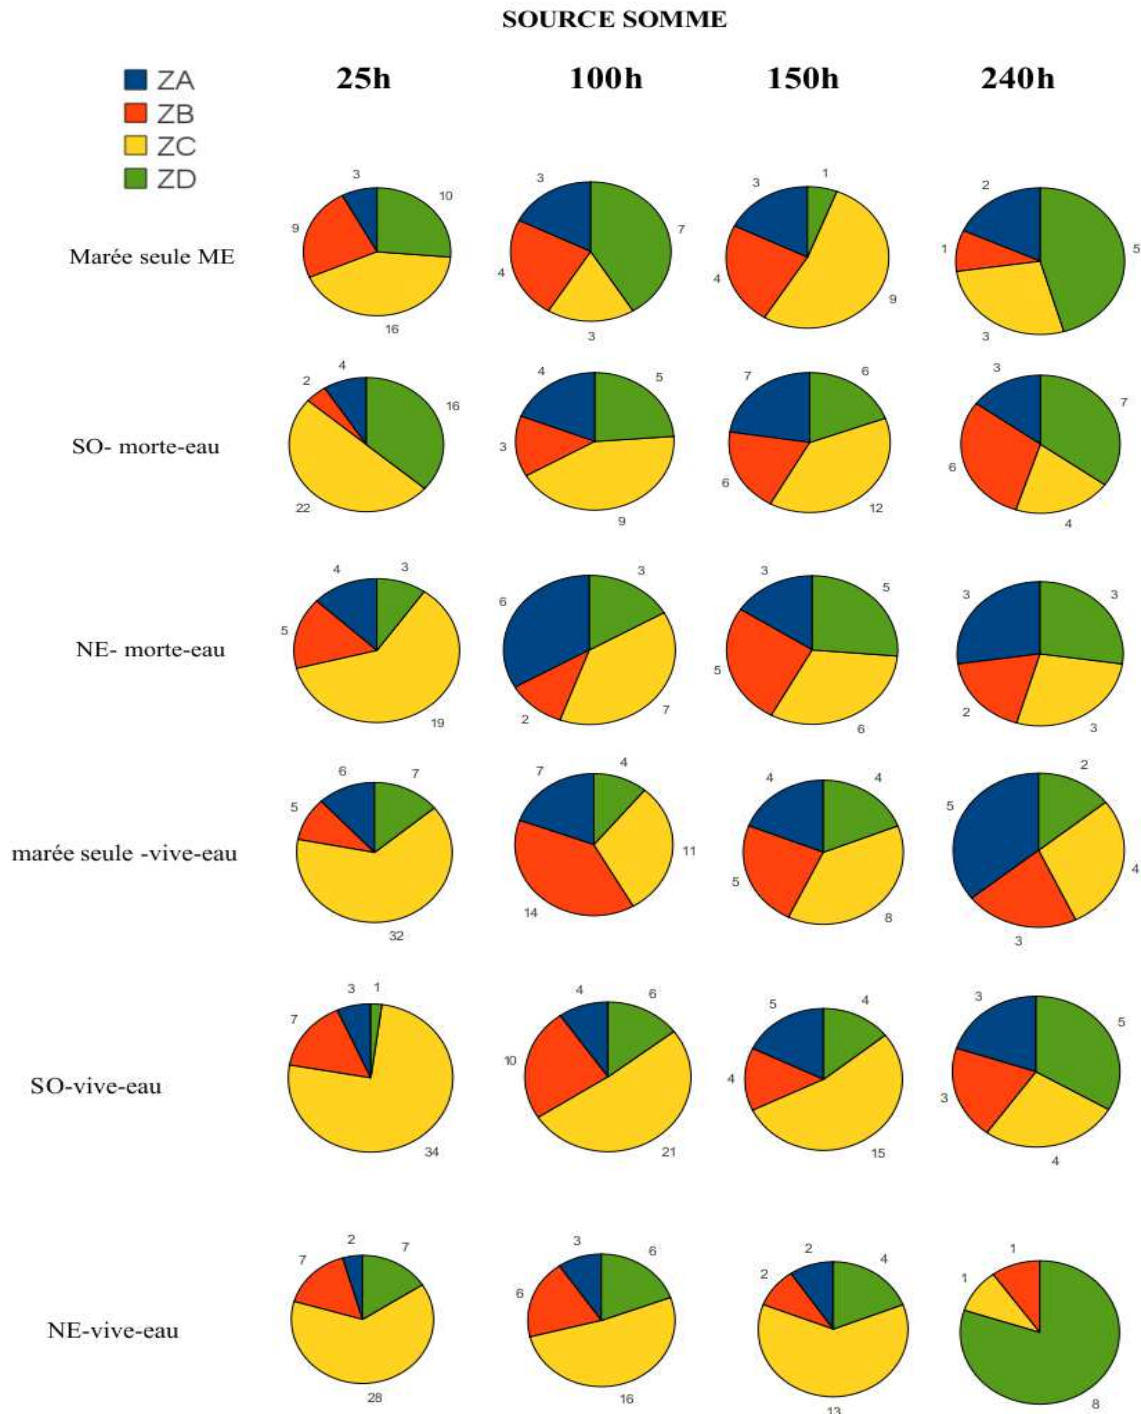 SOURCE SOMME
ZA
ZB
ZC
ZD
25h 100h 150h 240h
Marée seule ME
3 10 9 16
3 7 4 3
3 1 4 9
2 5 1 3
SO- morte-eau
2 4 16 22
4 5 3 9
7 6 6 12
3 7 6 4
NE- morte-eau
4 3 5 19
6 3 2 7
3 5 5 6
3 3 2 3
marée seule -vive-eau
6 7 5 32
7 4 11 14
4 4 5 8
5 2 4 3
SO-vive-eau
3 1 7 34
4 6 10 21
5 4 4 15
3 5 3 4
NE-vive-eau
2 7 7 28
3 6 6 16
2 4 2 13
1 1 8